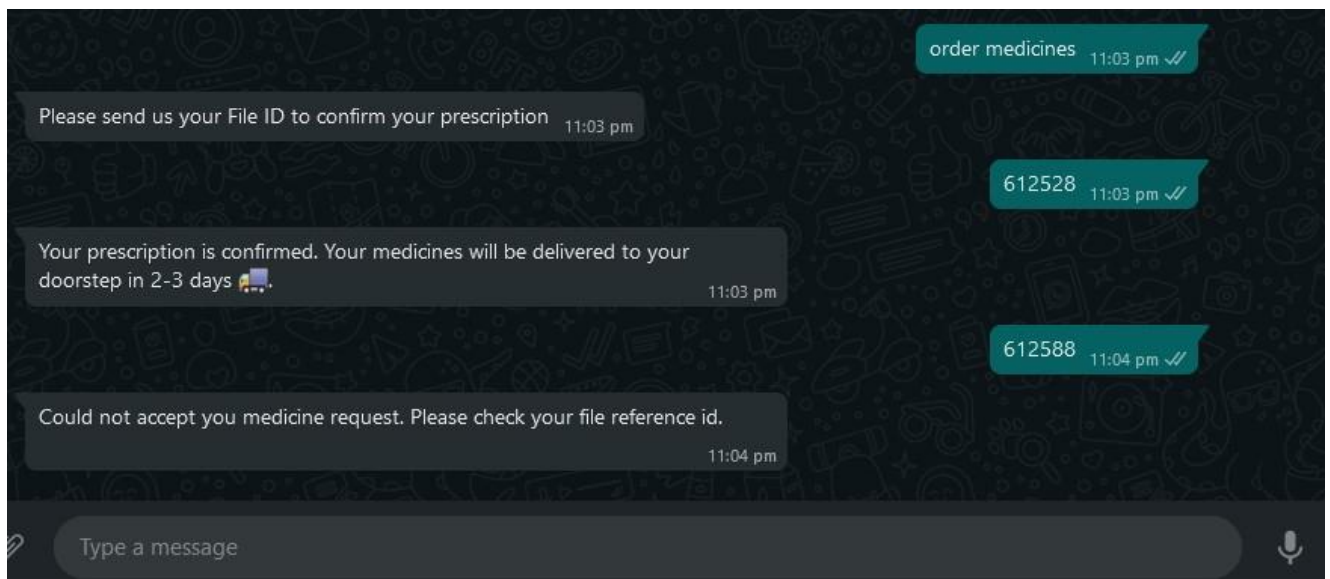 order medicines 11:03 pm
Please send us your File ID to confirm your prescription 11:03 pm
612528 11:03 pm
Your prescription is confirmed. Your medicines will be delivered to your
doorstep in 2-3 days 🚛.
11:03 pm
612588 11:04 pm
Could not accept you medicine request. Please check your file reference id.
11:04 pm
Type a message